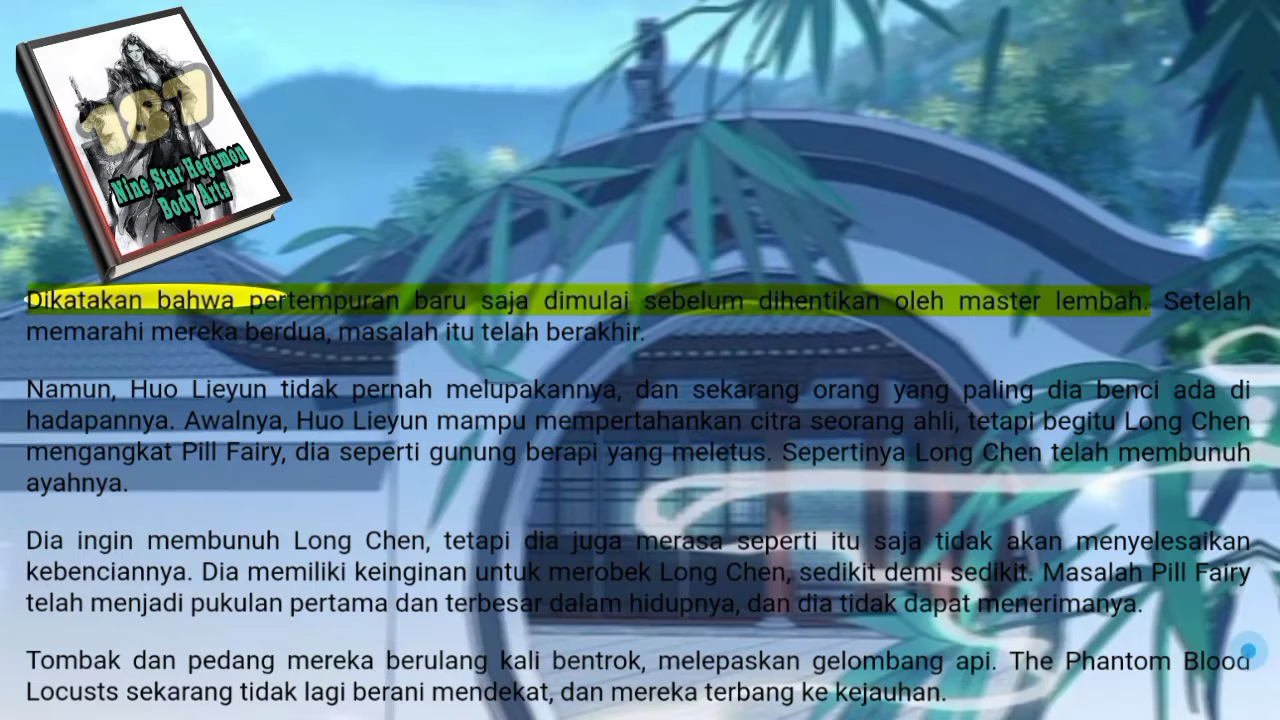 187
Nine Star Hegemon
Body Arts
Dikatakan bahwa pertempuran baru saja dimulai sebelum dihentikan oleh master lembah. Setelah
memarahi mereka berdua, masalah itu telah berakhir.
Namun, Huo Lieyun tidak pernah melupakannya, dan sekarang orang yang paling dia benci ada di
hadapannya. Awalnya, Huo Lieyun mampu mempertahankan citra seorang ahli, tetapi begitu Long Chen
mengangkat Pill Fairy, dia seperti gunung berapi yang meletus. Sepertinya Long Chen telah membunuh
ayahnya.
Dia ingin membunuh Long Chen, tetapi dia juga merasa seperti itu saja tidak akan menyelesaikan
kebenciannya. Dia memiliki keinginan untuk merobek Long Chen, sedikit demi sedikit. Masalah Pill Fairy
telah menjadi pukulan pertama dan terbesar dalam hidupnya, dan dia tidak dapat menerimanya.
Tombak dan pedang mereka berulang kali bentrok, melepaskan gelombang api. The Phantom Blood
Locusts sekarang tidak lagi berani mendekat, dan mereka terbang ke kejauhan.